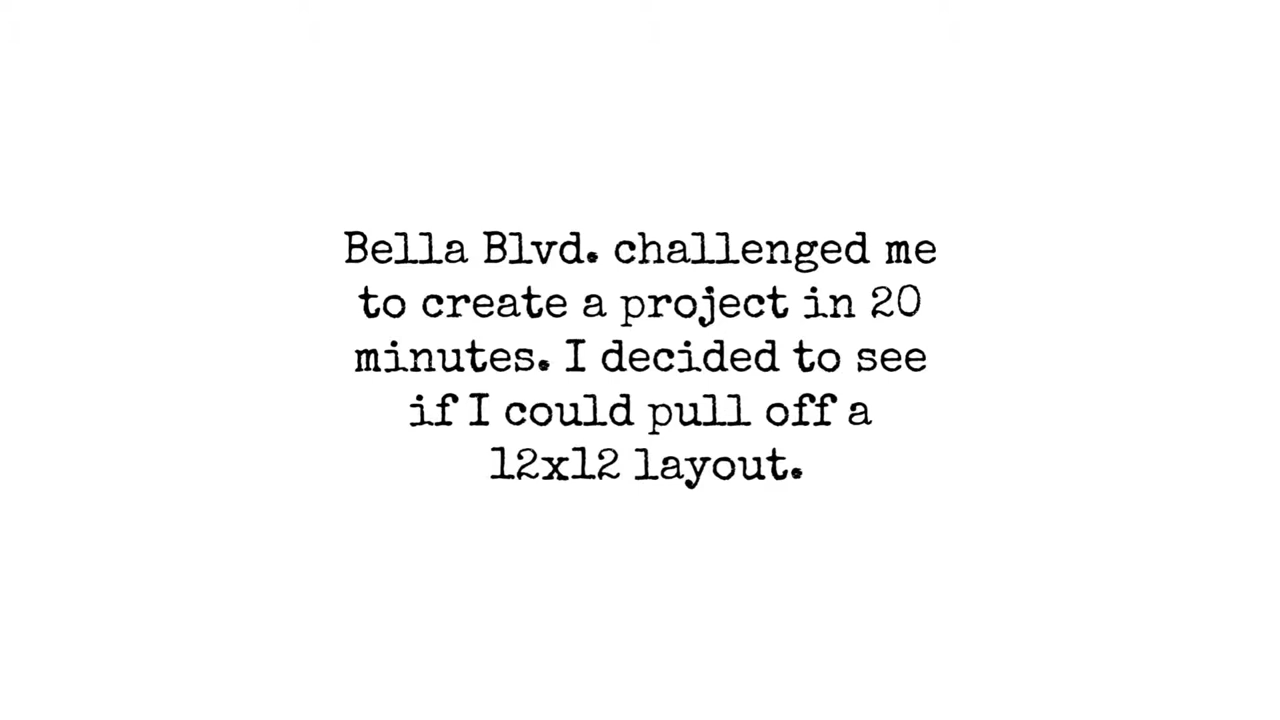 Bella Blvd. challenged me
to create a project in 20
minutes. I decided to see
if I could pull off a
12x12 layout.